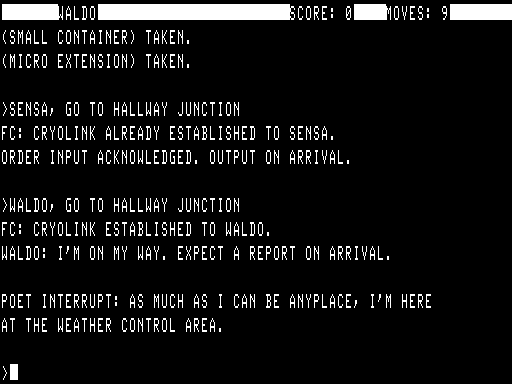 WALDO SCORE: 0 MOVES: 9
(SMALL CONTAINER) TAKEN.
(MICRO EXTENSION) TAKEN.
>SENSA, GO TO HALLWAY JUNCTION
FC: CRYOLINK ALREADY ESTABLISHED TO SENSA.
ORDER INPUT ACKNOWLEDGED. OUTPUT ON ARRIVAL.
>WALDO, GO TO HALLWAY JUNCTION
FC: CRYOLINK ESTABLISHED TO WALDO.
WALDO: I'M ON MY WAY. EXPECT A REPORT ON ARRIVAL.
POET INTERRUPT: AS MUCH AS I CAN BE ANYPLACE, I'M HERE
AT THE WEATHER CONTROL AREA.
>